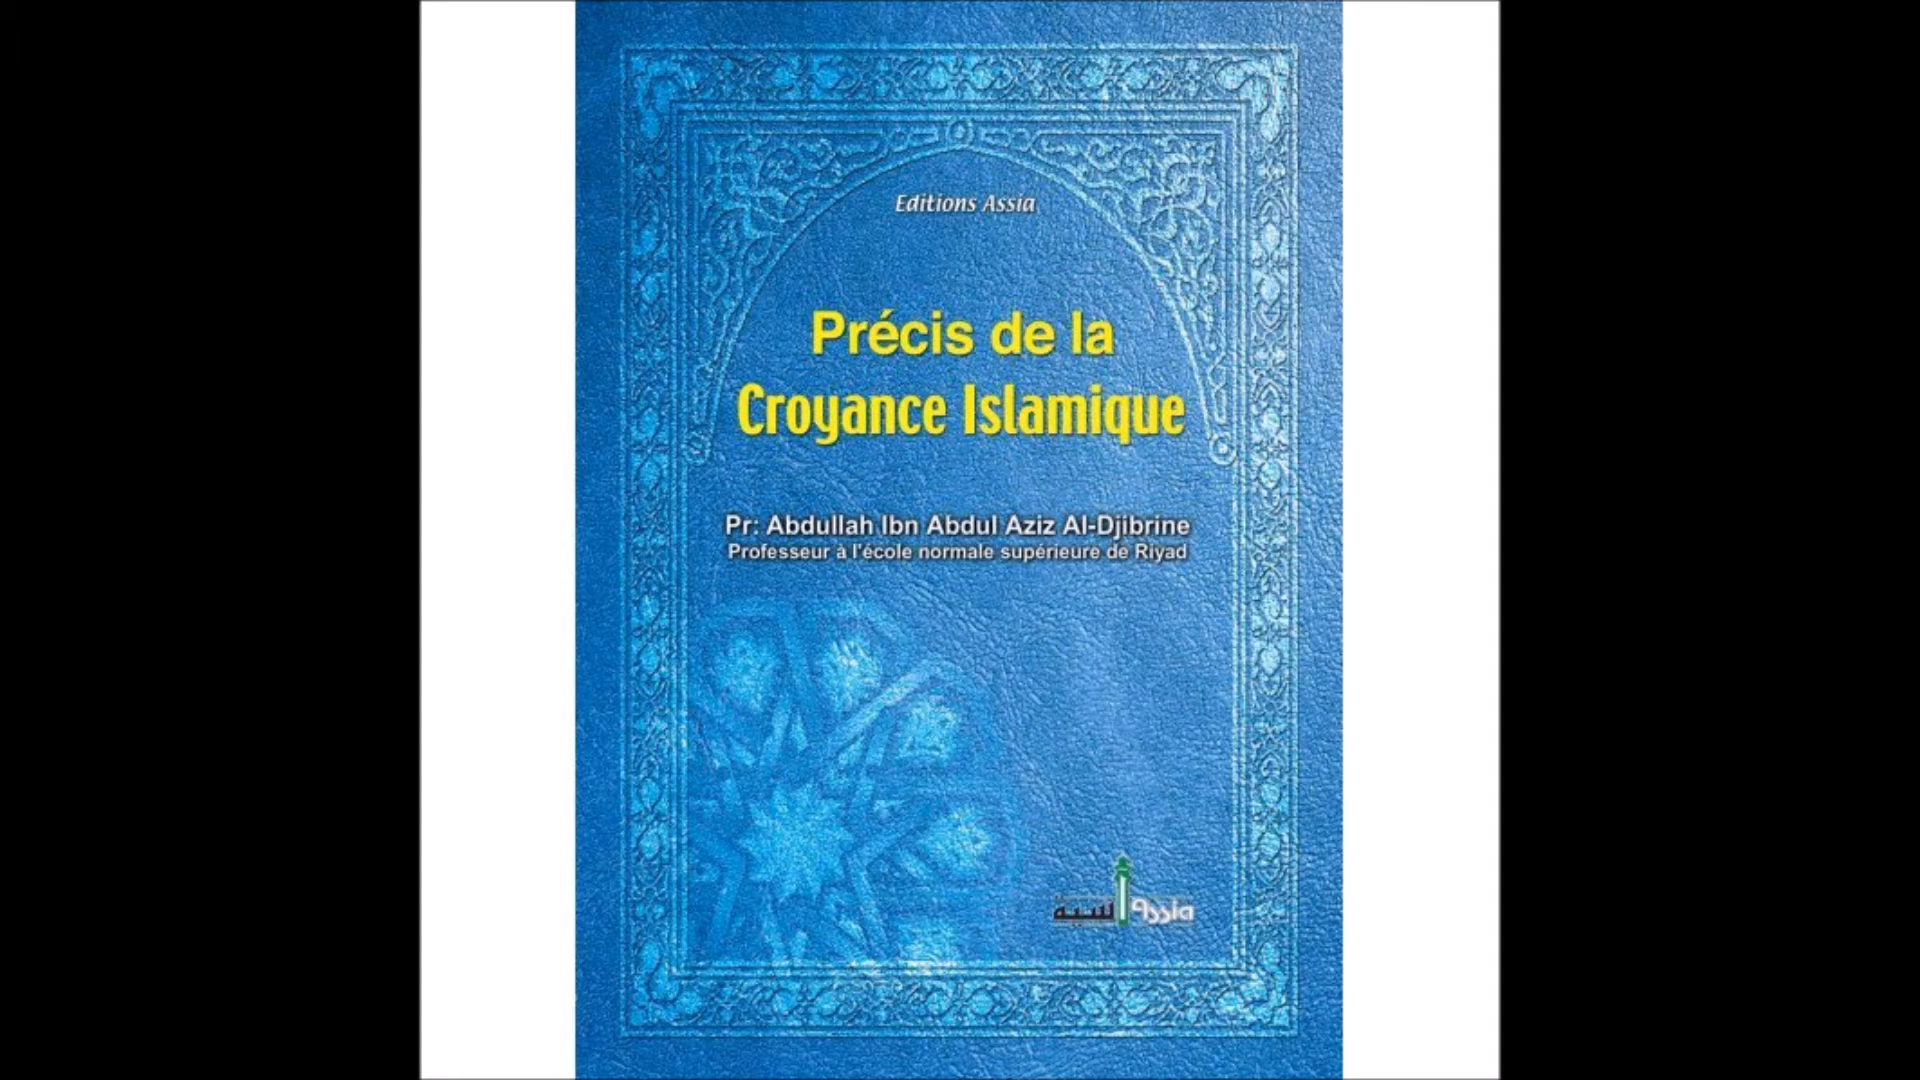 Editions Assia
Précis de la
Croyance Islamique
Pr: Abdullah Ibn Abdul Aziz Al-Djibrine
Professeur à l'école normale supérieure de Riyad
آسية assia